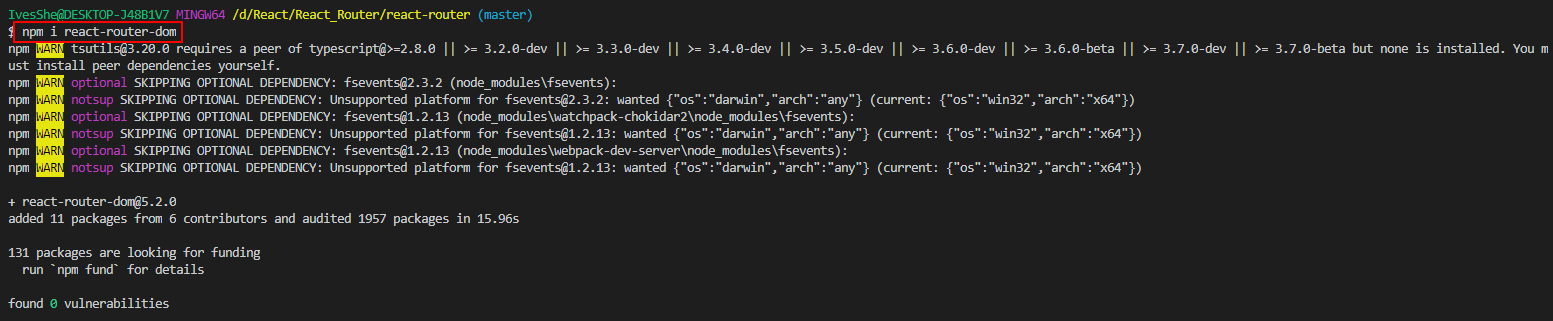 IvesShe@DESKTOP-J48B1V7 MINGW64 /d/React/React_Router/react-router (master)
$ npm i react-router-dom
npm WARN tsutils@3.20.0 requires a peer of typescript@>=2.8.0 || >= 3.2.0-dev || >= 3.3.0-dev || >= 3.4.0-dev || >= 3.5.0-dev || >= 3.6.0-dev || >= 3.6.0-beta || >= 3.7.0-dev || >= 3.7.0-beta but none is installed. You m
ust install peer dependencies yourself.
npm WARN optional SKIPPING OPTIONAL DEPENDENCY: fsevents@2.3.2 (node_modules\fsevents):
npm WARN notsup SKIPPING OPTIONAL DEPENDENCY: Unsupported platform for fsevents@2.3.2: wanted {"os":"darwin","arch":"any"} (current: {"os":"win32","arch":"x64"})
npm WARN optional SKIPPING OPTIONAL DEPENDENCY: fsevents@1.2.13 (node_modules\watchpack-chokidar2\node_modules\fsevents):
npm WARN notsup SKIPPING OPTIONAL DEPENDENCY: Unsupported platform for fsevents@1.2.13: wanted {"os":"darwin","arch":"any"} (current: {"os":"win32","arch":"x64"})
npm WARN optional SKIPPING OPTIONAL DEPENDENCY: fsevents@1.2.13 (node_modules\webpack-dev-server\node_modules\fsevents):
npm WARN notsup SKIPPING OPTIONAL DEPENDENCY: Unsupported platform for fsevents@1.2.13: wanted {"os":"darwin","arch":"any"} (current: {"os":"win32","arch":"x64"})
+ react-router-dom@5.2.0
added 11 packages from 6 contributors and audited 1957 packages in 15.96s
131 packages are looking for funding
run `npm fund` for details
found 0 vulnerabilities